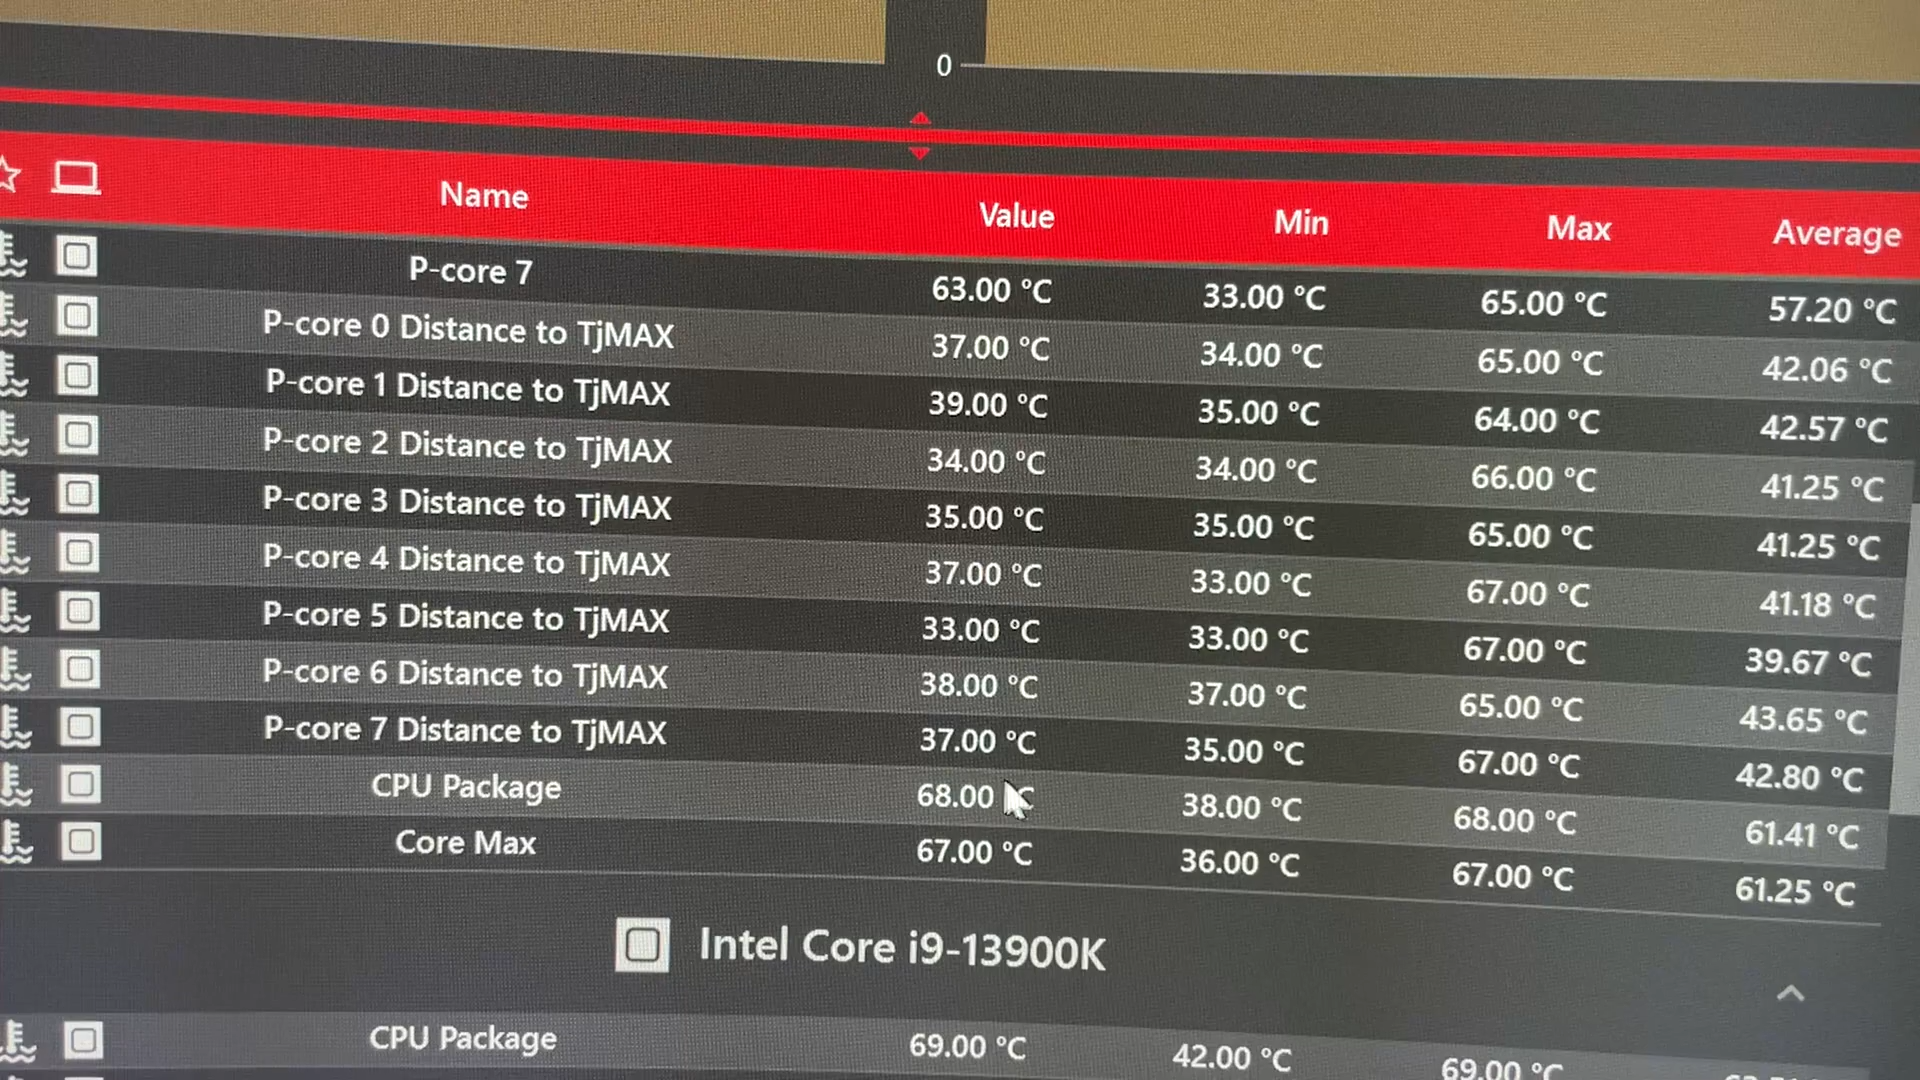 0
Name Value Min Max Average
P-core 7 63.00 °C 33.00 °C 65.00 °C 57.20 °C
P-core 0 Distance to TjMAX 37.00 °C 34.00 °C 65.00 °C 42.06 °C
P-core 1 Distance to TjMAX 39.00 °C 35.00 °C 64.00 °C 42.57 °C
P-core 2 Distance to TjMAX 34.00 °C 34.00 °C 66.00 °C 41.25 °C
P-core 3 Distance to TjMAX 35.00 °C 35.00 °C 65.00 °C 41.25 °C
P-core 4 Distance to TjMAX 37.00 °C 33.00 °C 67.00 °C 41.18 °C
P-core 5 Distance to TjMAX 33.00 °C 33.00 °C 67.00 °C 39.67 °C
P-core 6 Distance to TjMAX 38.00 °C 37.00 °C 65.00 °C 43.65 °C
P-core 7 Distance to TjMAX 37.00 °C 35.00 °C 67.00 °C 42.80 °C
CPU Package 68.00 38.00 °C 68.00 °C 61.41 °C
Core Max 67.00 °C 36.00 °C 67.00 °C 61.25 °C
Intel Core i9-13900K
CPU Package 69.00 °C 42.00 °C 69.00 °C